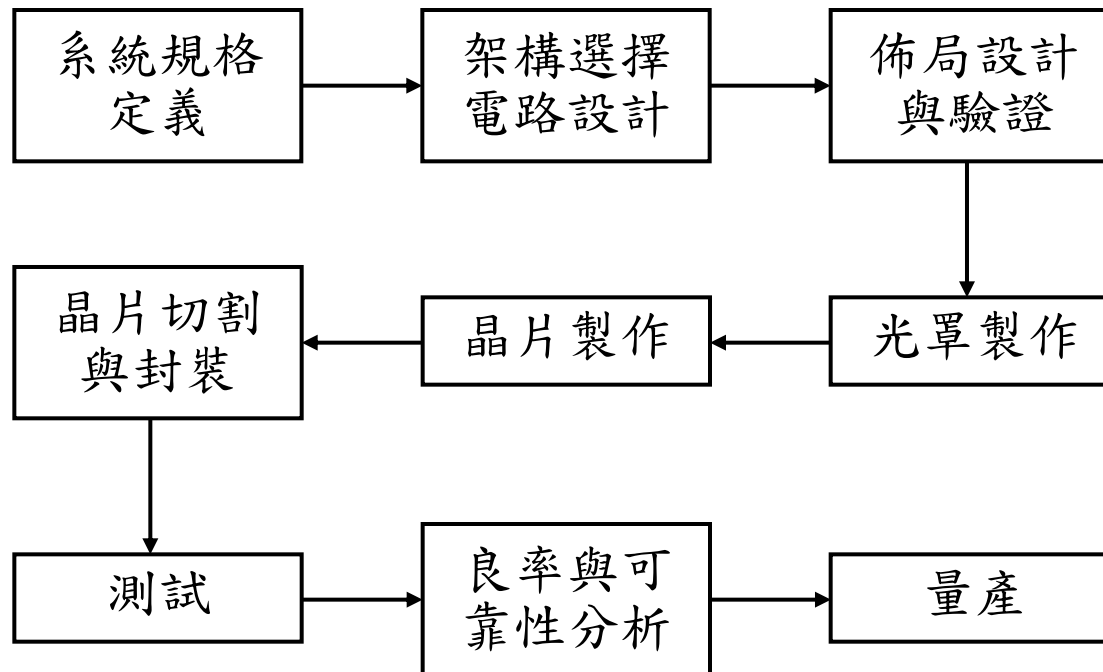 系統規格
定義
架構選擇
電路設計
佈局設計
與驗證
光罩製作
晶片製作
晶片切割
與封裝
測試
良率與可
靠性分析
量產